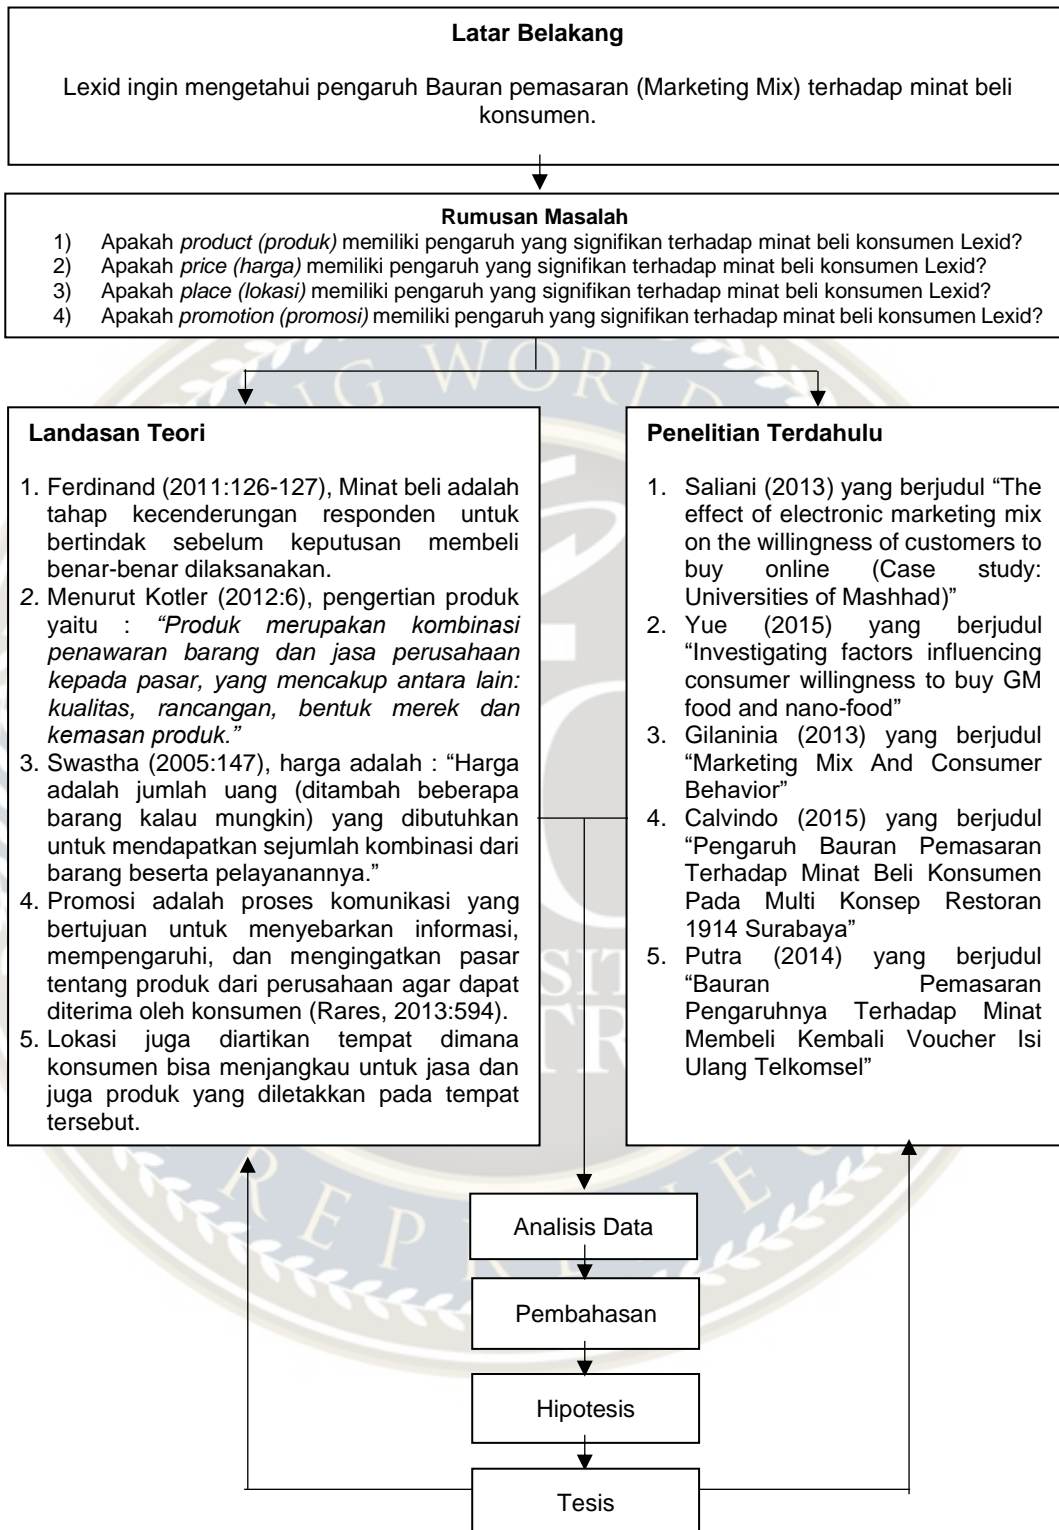 Latar Belakang
Lexid ingin mengetahui pengaruh Bauran pemasaran (Marketing Mix) terhadap minat beli
konsumen.
Rumusan Masalah
1) Apakah product (produk) memiliki pengaruh yang signifikan terhadap minat beli konsumen Lexid?
2) Apakah price (harga) memiliki pengaruh yang signifikan terhadap minat beli konsumen Lexid?
3) Apakah place (lokasi) memiliki pengaruh yang signifikan terhadap minat beli konsumen Lexid?
4) Apakah promotion (promosi) memiliki pengaruh yang signifikan terhadap minat beli konsumen Lexid?
Landasan Teori
1. Ferdinand (2011:126-127), Minat beli adalah
tahap kecenderungan responden untuk
bertindak sebelum keputusan membeli
benar-benar dilaksanakan.
2. Menurut Kotler (2012:6), pengertian produk
yaitu : “Produk merupakan kombinasi
penawaran barang dan jasa perusahaan
kepada pasar, yang mencakup antara lain:
kualitas, rancangan, bentuk merek dan
kemasan produk.”
3. Swastha (2005:147), harga adalah : “Harga
adalah jumlah uang (ditambah beberapa
barang kalau mungkin) yang dibutuhkan
untuk mendapatkan sejumlah kombinasi dari
barang beserta pelayanannya.”
4. Promosi adalah proses komunikasi yang
bertujuan untuk menyebarkan informasi,
mempengaruhi, dan mengingatkan pasar
tentang produk dari perusahaan agar dapat
diterima oleh konsumen (Rares, 2013:594).
5. Lokasi juga diartikan tempat dimana
konsumen bisa menjangkau untuk jasa dan
juga produk yang diletakkan pada tempat
tersebut.
Penelitian Terdahulu
1. Saliani (2013) yang berjudul “The
effect of electronic marketing mix
on the willingness of customers to
buy online (Case study:
Universities of Mashhad)”
2. Yue (2015) yang berjudul
“Investigating factors influencing
consumer willingness to buy GM
food and nano-food”
3. Gilaninia (2013) yang berjudul
“Marketing Mix And Consumer
Behavior”
4. Calvindo (2015) yang berjudul
“Pengaruh Bauran Pemasaran
Terhadap Minat Beli Konsumen
Pada Multi Konsep Restoran
1914 Surabaya”
5. Putra (2014) yang berjudul
“Bauran Pemasaran
Pengaruhnya Terhadap Minat
Membeli Kembali Voucher Isi
Ulang Telkomsel”
Analisis Data
Pembahasan
Hipotesis
Tesis